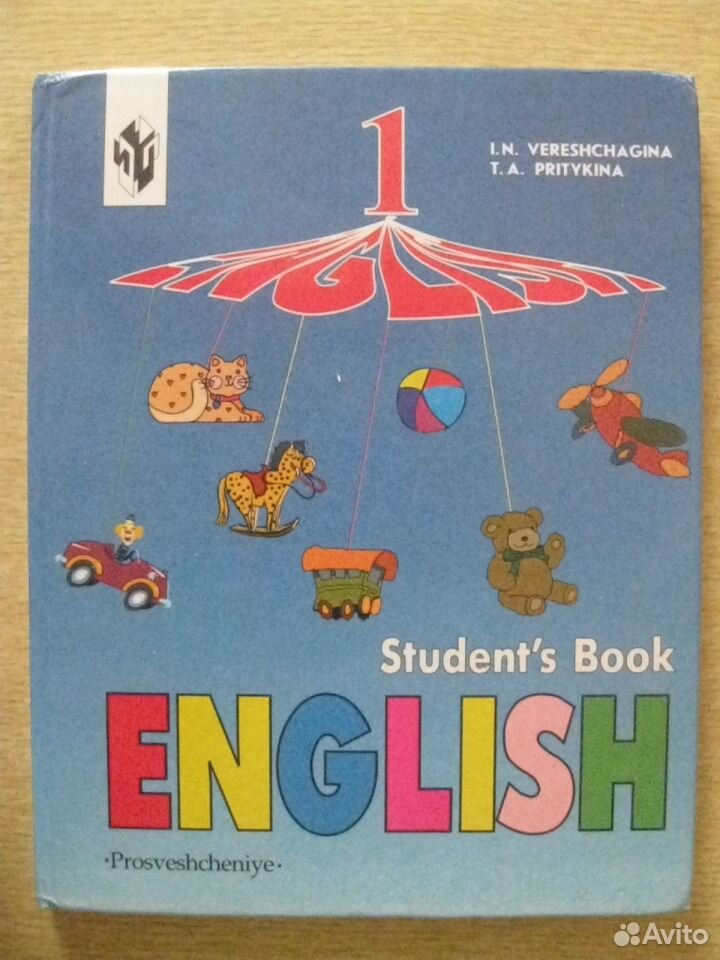 1
I.N. VERESHCHAGINA
T.A. PRITYKINA
ENGLISH
Student's Book
ENGLISH
·Prosveshcheniye·
Avito